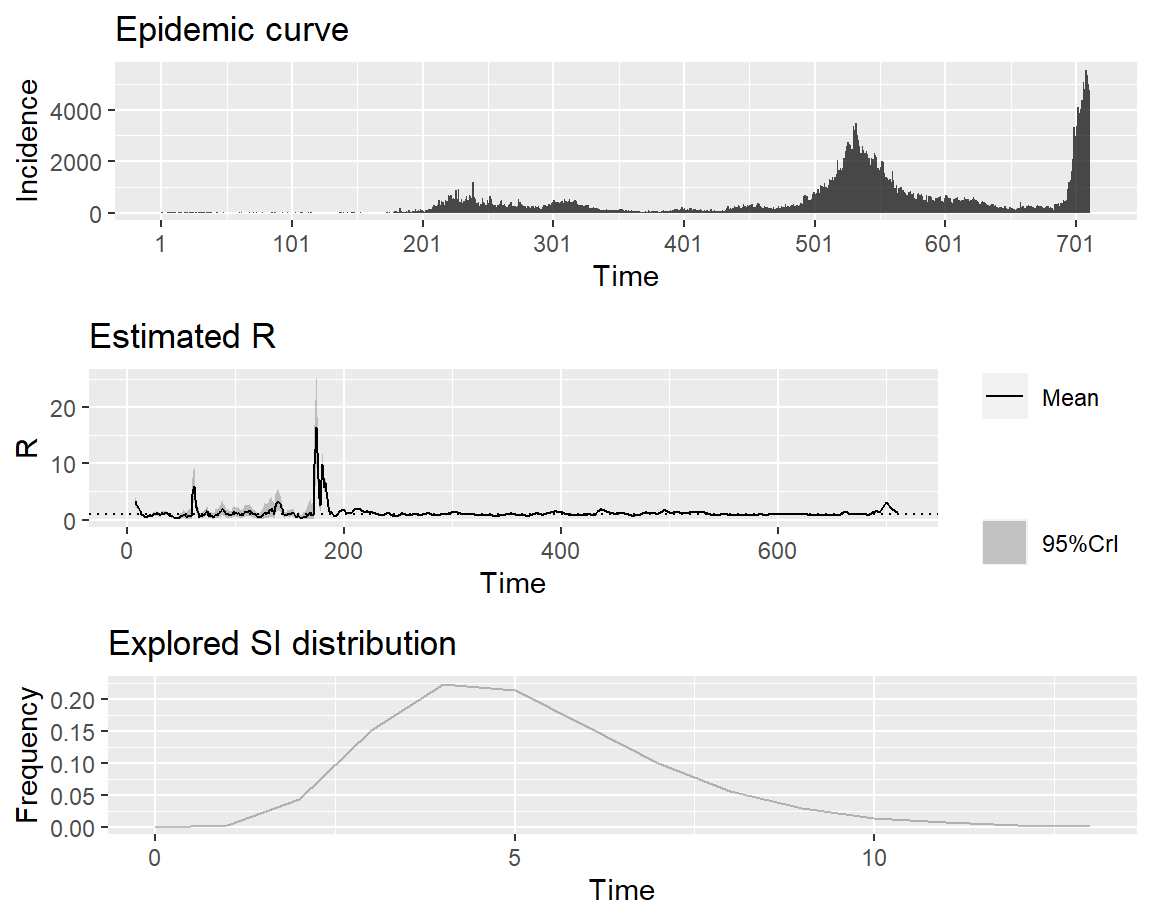 Epidemic curve
Incidence
4000
2000
0
1 101 201 301 401 501 601 701
Time
Estimated R
R
20
10
0
0 200 400 600
Time
Mean
95%CrI
Explored SI distribution
Frequency
0.20
0.15
0.10
0.05
0.00
0 5 10
Time